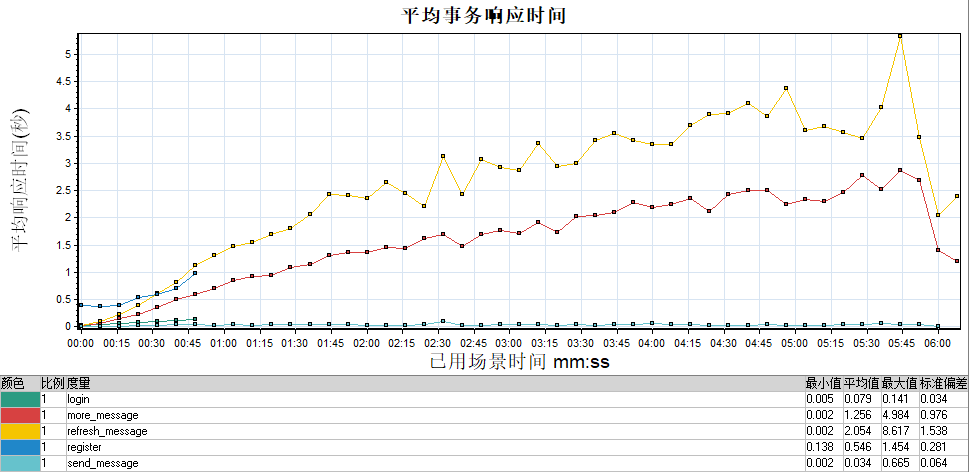 平均事务响应时间
平均响应时间(秒)
5
4.5
4
3.5
3
2.5
2
1.5
1
0.5
0
00:00 00:15 00:30 00:45 01:00 01:15 01:30 01:45 02:00 02:15 02:30 02:45 03:00 03:15 03:30 03:45 04:00 04:15 04:30 04:45 05:00 05:15 05:30 05:45 06:00
已用场景时间 mm:ss
颜色 比例 度量 最小值 平均值 最大值 标准偏差
1 login 0.005 0.079 0.141 0.034
1 more_message 0.002 1.256 4.984 0.976
1 refresh_message 0.002 2.054 8.617 1.538
1 register 0.138 0.546 1.454 0.281
1 send_message 0.002 0.034 0.665 0.064